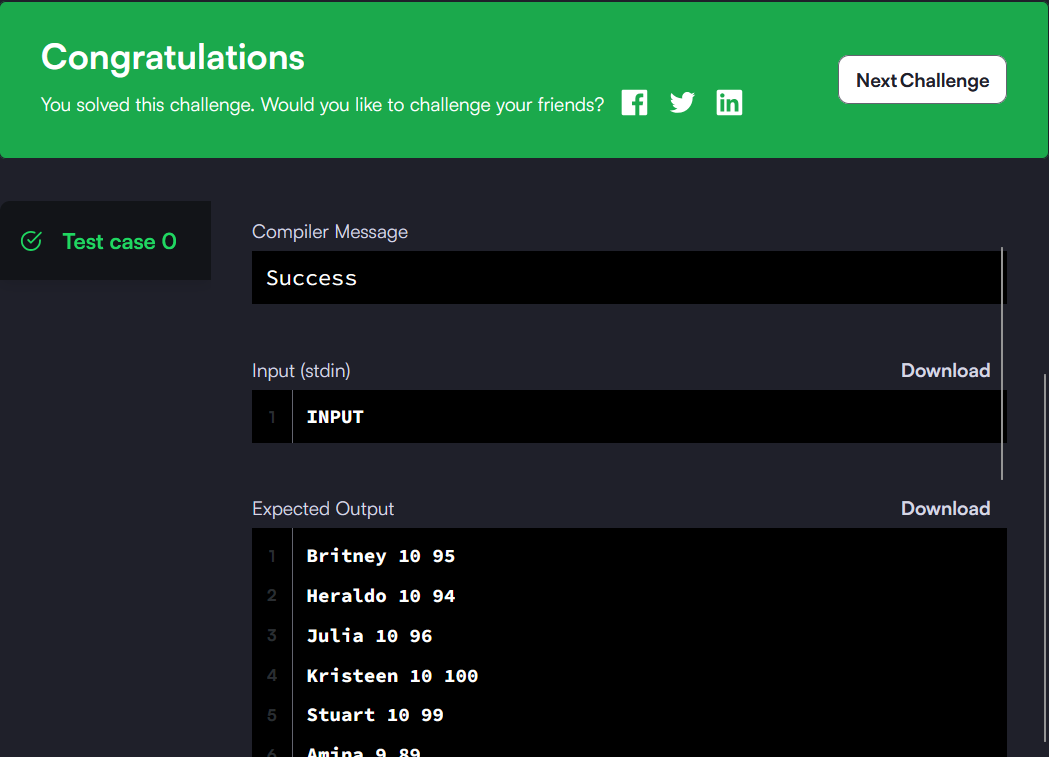 Congratulations
You solved this challenge. Would you like to challenge your friends?
Next Challenge
Test case 0
Compiler Message
Success
Input (stdin)
Download
1 INPUT
Expected Output
Download
1 Britney 10 95
2 Heraldo 10 94
3 Julia 10 96
4 Kristeen 10 100
5 Stuart 10 99
6 Amina 9 89